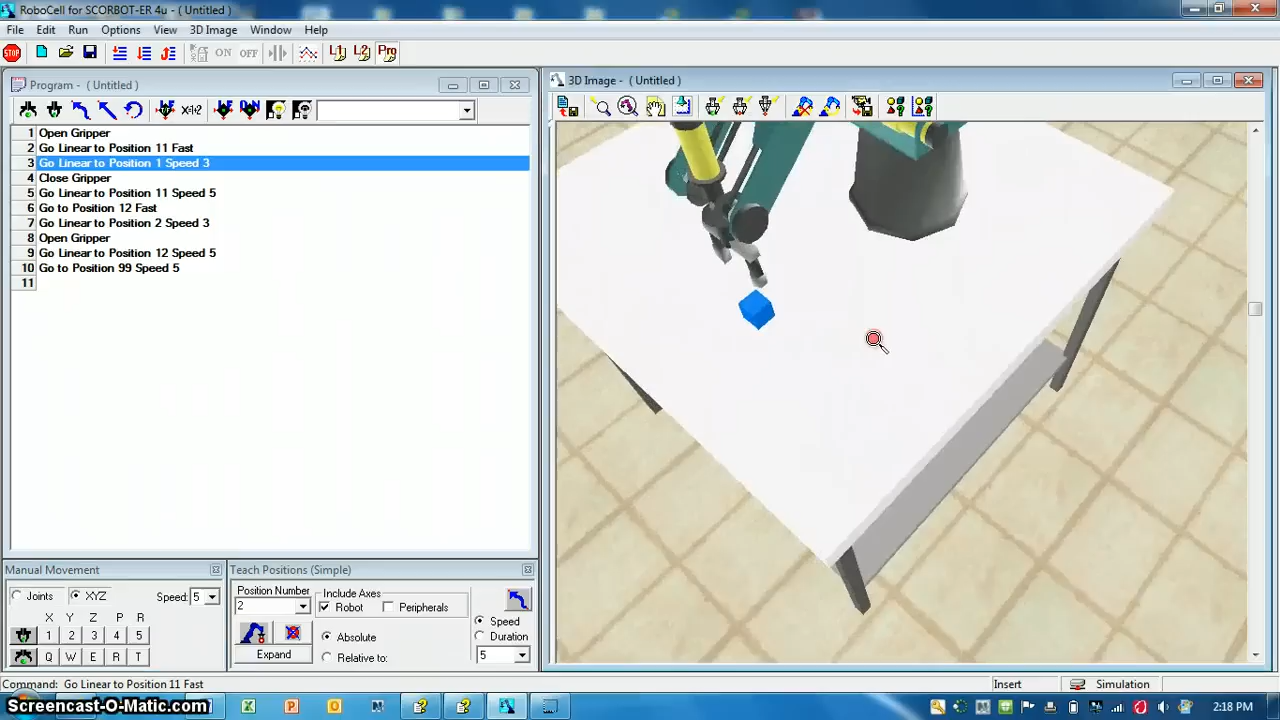 RoboCell for SCORBOT-ER 4u - (Untitled )
File Edit Run Options View 3D Image Window Help
STOP ON OFF L1 L2 Prg
Program - (Untitled )
1 Open Gripper
2 Go Linear to Position 11 Fast
3 Go Linear to Position 1 Speed 3
4 Close Gripper
5 Go Linear to Position 11 Speed 5
6 Go to Position 12 Fast
7 Go Linear to Position 2 Speed 3
8 Open Gripper
9 Go Linear to Position 12 Speed 5
10 Go to Position 99 Speed 5
11
3D Image - ( Untitled )
Manual Movement
Joints XYZ Speed: 5
X Y Z P R
1 2 3 4 5
Q W E R T
Teach Positions (Simple)
Position Number
2
Include Axes
Robot Peripherals
Expand
Absolute
Relative to:
Speed
Duration
5
Command: Go Linear to Position 11 Fast
Insert Simulation
Screencast-O-Matic.com
2:18 PM